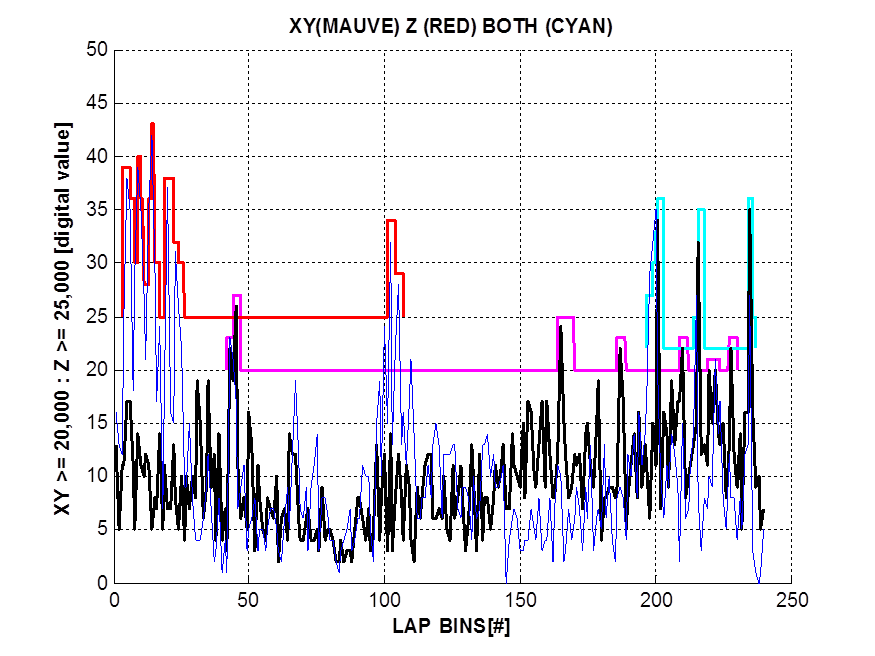 XY(MAUVE) Z (RED) BOTH (CYAN)
XY >= 20,000 : Z >= 25,000 [digital value]
50
45
40
35
30
25
20
15
10
5
0
0 50 100 150 200 250
LAP BINS[#]